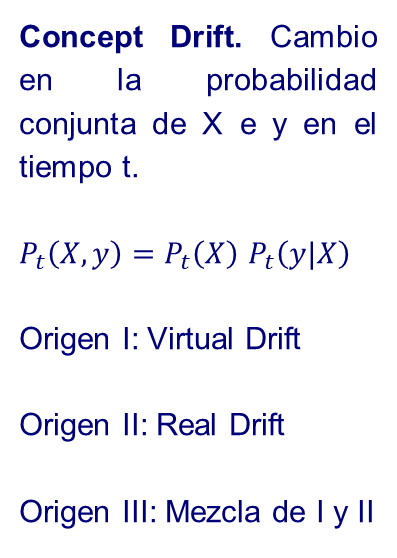 Concept Drift. Cambio
en la probabilidad
conjunta de X e y en el
tiempo t.
P_t(X, y) = P_t(X) P_t(y|X)
Origen I: Virtual Drift
Origen II: Real Drift
Origen III: Mezcla de I y II